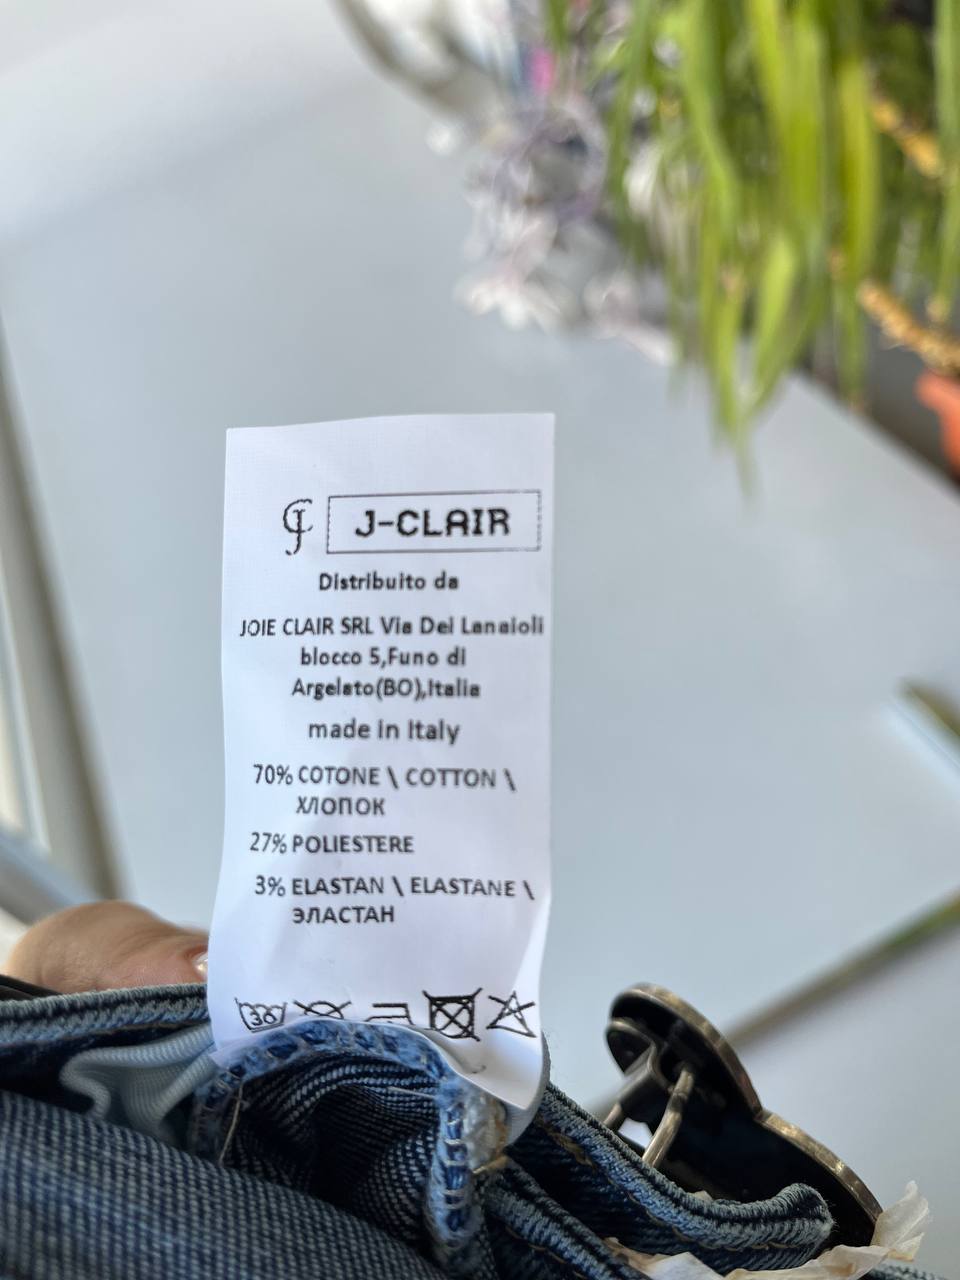 J-CLAIR
Distribuito da
JOIE CLAIR SRL Via Dei Lanaioli
blocco 5,Funo di
Argelato(BO),Italia
made in Italy
70% COTONE \ COTTON \
ХЛОПОК
27% POLIESTERE
3% ELASTAN \ ELASTANE \
ЭЛАСТАН
30